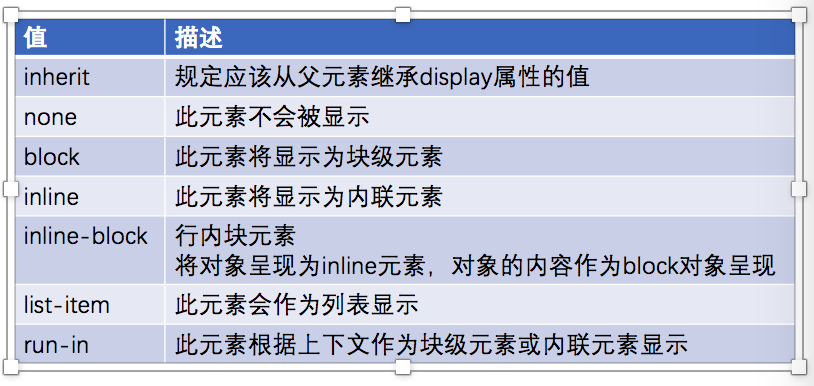 值 描述
inherit 规定应该从父元素继承display属性的值
none 此元素不会被显示
block 此元素将显示为块级元素
inline 此元素将显示为内联元素
inline-block 行内块元素
将对象呈现为inline元素，对象的内容作为block对象呈现
list-item 此元素会作为列表显示
run-in 此元素根据上下文作为块级元素或内联元素显示